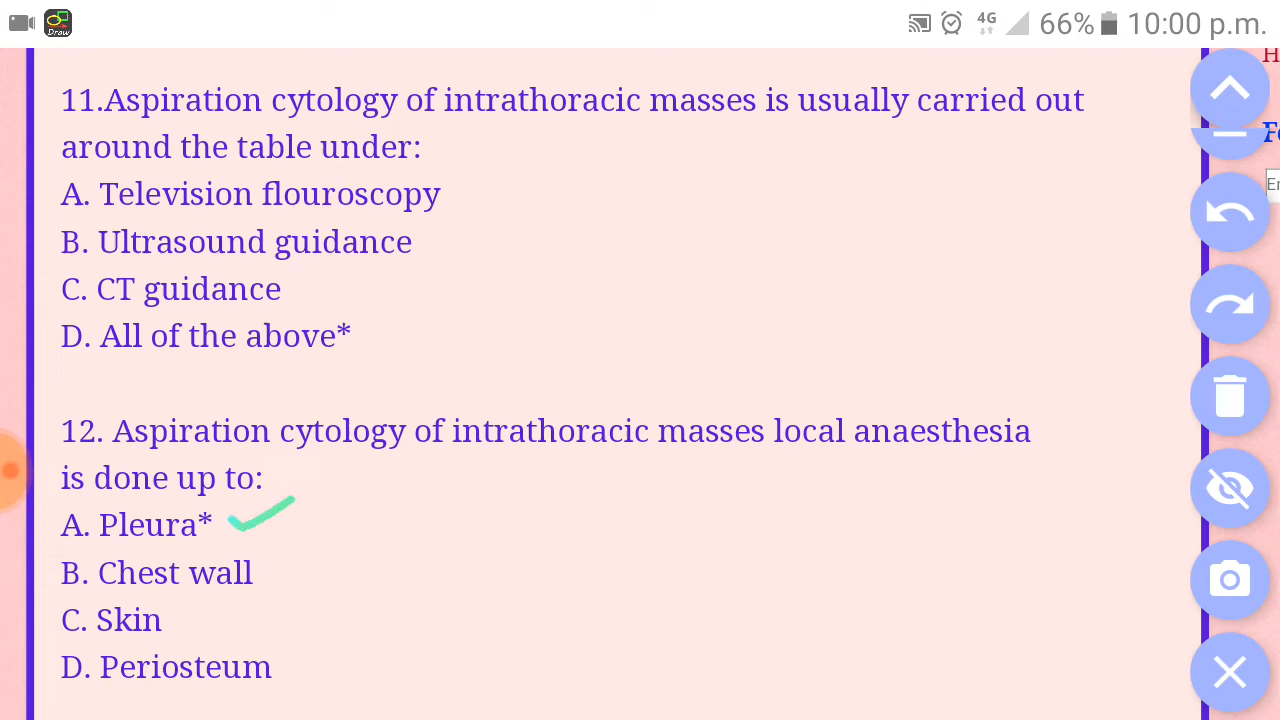 Draw
4G
66%
10:00 p.m.
11.Aspiration cytology of intrathoracic masses is usually carried out
around the table under:
A. Television flouroscopy
B. Ultrasound guidance
C. CT guidance
D. All of the above*
12. Aspiration cytology of intrathoracic masses local anaesthesia
is done up to:
A. Pleura*
B. Chest wall
C. Skin
D. Periosteum